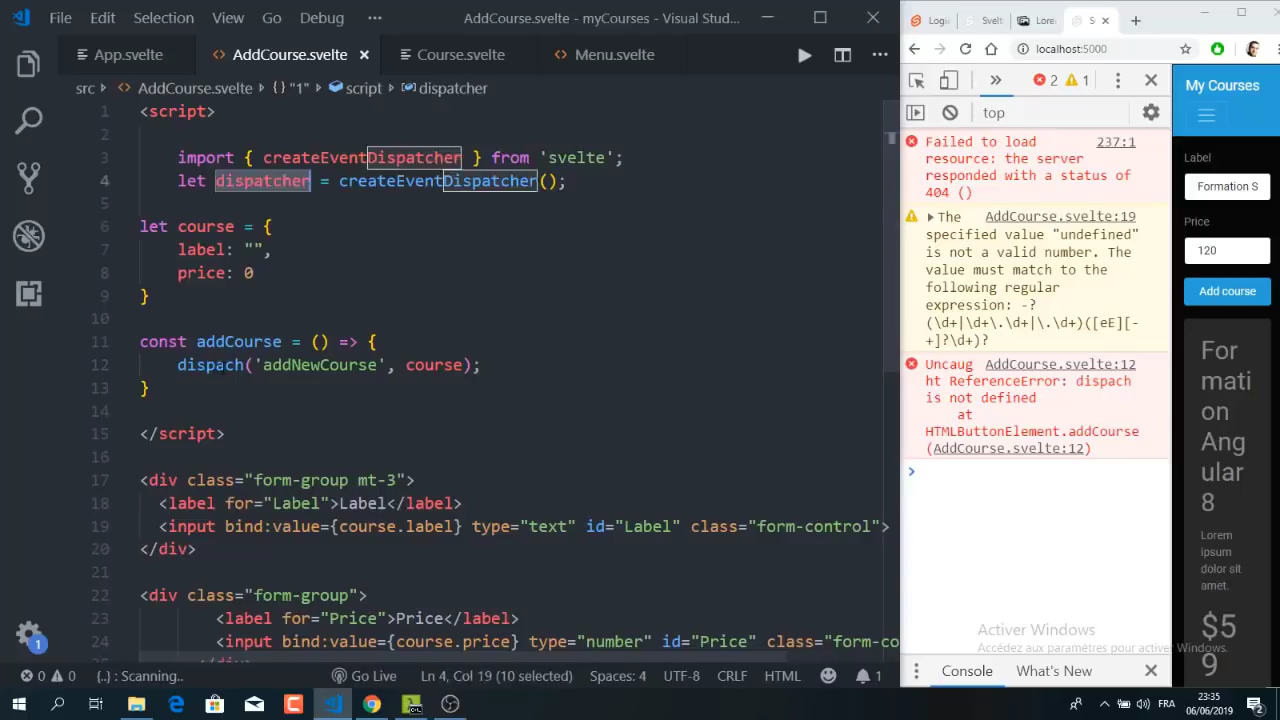 File Edit Selection View Go Debug ··· AddCourse.svelte - myCourses - Visual Stud...
App.svelte AddCourse.svelte Course.svelte Menu.svelte
src > AddCourse.svelte > {} "1" > script > dispatcher
1 <script>
2
3 import { createEventDispatcher } from 'svelte';
4 let dispatcher = createEventDispatcher();
5
6 let course = {
7 label: "",
8 price: 0
9 }
10
11 const addCourse = () => {
12 dispach('addNewCourse', course);
13 }
14
15 </script>
16
17 <div class="form-group mt-3">
18 <label for="Label">Label</label>
19 <input bind:value={course.label} type="text" id="Label" class="form-control">
20 </div>
21
22 <div class="form-group">
23 <label for="Price">Price</label>
24 <input bind:value={course.price} type="number" id="Price" class="form-co
1
0 0 {..} : Scanning... Go Live Ln 4, Col 19 (10 selected) Spaces: 4 UTF-8 CRLF HTML 1
Logi Svelt Lore S
localhost:5000
2 1
top
Failed to load 237:1
resource: the server
responded with a status of
404 ()
The AddCourse.svelte:19
specified value "undefined"
is not a valid number. The
value must match to the
following regular
expression: -?
(\d+|\d+\.\d+|\.\d+)([eE][-
+]?\d+)?
Uncaug AddCourse.svelte:12
ht ReferenceError: dispach
is not defined
at
HTMLButtonElement.addCourse
(AddCourse.svelte:12)
Console What's New
My Courses
Label
Formation S
Price
120
Add course
For
mati
on
Ang
ular
8
Lorem
ipsum
dolor sit
amet.
$5
9
Activer Windows
Accédez aux paramètres pour activer Windows.
FRA 23:35
06/06/2019 2